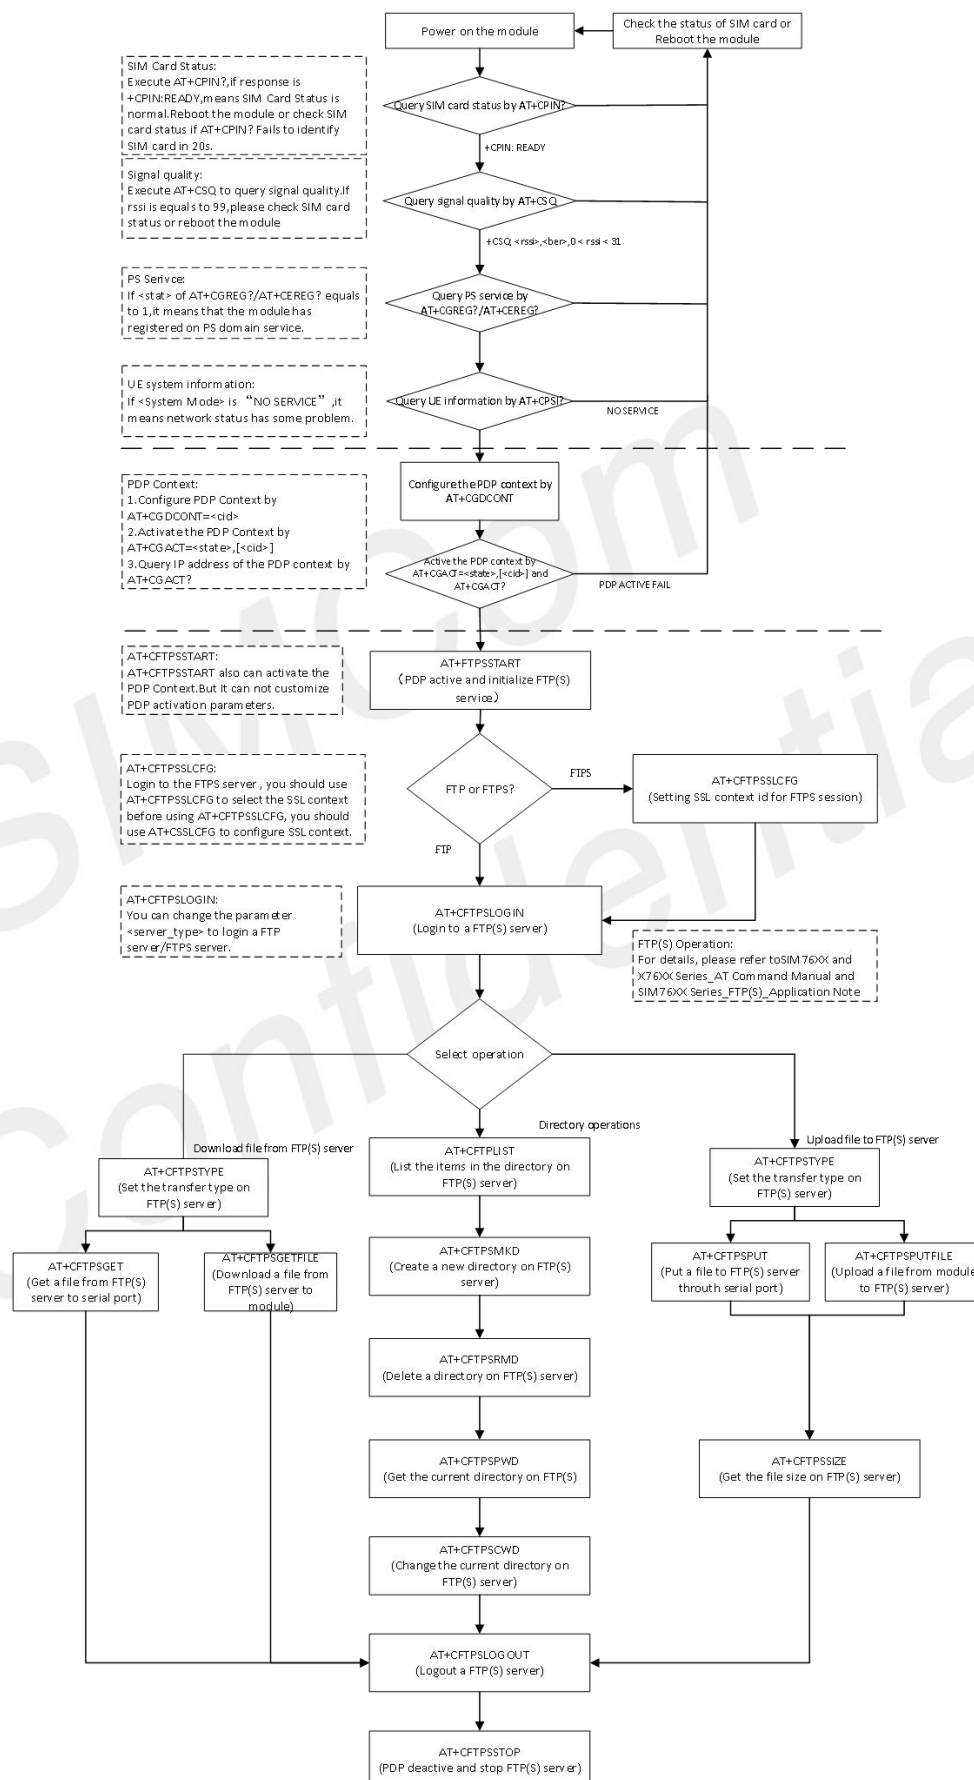 Power on the module
Check the status of SIM card or
Reboot the module
SIM Card Status:
Execute AT+CPIN?,if response is
+CPIN:READY,means SIM Card Status is
normal.Reboot the module or check SIM
card status if AT+CPIN? Fails to identify
SIM card in 20s.
Query SIM card status by AT+CPIN?
+CPIN: READY
Signal quality:
Execute AT+CSQ to query signal quality.If
rssi is equals to 99,please check SIM card
status or reboot the module
Query signal quality by AT+CSQ
+CSQ: <rssi>,<ber>,0 < rssi < 31
PS Serivce:
If <stat> of AT+CGREG?/AT+CEREG? equals
to 1,it means that the module has
registered on PS domain service.
Query PS service by
AT+CGREG?/AT+CEREG?
UE system information:
If <System Mode> is “NO SERVICE” ,it
means network status has some problem.
Query UE information by AT+CPSI?
NO SERVICE
PDP Context:
1.Configure PDP Context by
AT+CGDCONT=<cid>
2.Activate the PDP Context by
AT+CGACT=<state>,[<cid>]
3.Query IP address of the PDP context by
AT+CGACT?
Configure the PDP context by
AT+CGDCONT
Active the PDP context by
AT+CGACT=<state>,[<cid>] and
AT+CGACT?
PDP ACTIVE FAIL
AT+CFTPSSTART:
AT+CFTPSSTART also can activate the
PDP Context.But It can not customize
PDP activation parameters.
AT+FTPSSTART
（PDP active and initialize FTP(S)
service）
AT+CFTPSSLCFG:
Login to the FTPS server , you should use
AT+CFTPSSLCFG to select the SSL context
before using AT+CFTPSSLCFG, you should
use AT+CSSLCFG to configure SSL context.
FTP or FTPS?
FTPS
AT+CFTPSSLCFG
(Setting SSL context id for FTPS session)
FTP
AT+CFTPSLOGIN:
You can change the parameter
<server_type> to login a FTP
server/FTPS server.
AT+CFTPSLOGIN
(Login to a FTP(S) server)
FTP(S) Operation:
For details, please refer toSIM76XX and
X76XX Series_AT Command Manual and
SIM76XX Series_FTP(S)_Application Note
Select operation
Download file from FTP(S) server
Directory operations
Upload file to FTP(S) server
AT+CFTPSTYPE
(Set the transfer type on
FTP(S) server)
AT+CFTPLIST
(List the items in the directory on
FTP(S) server)
AT+CFTPSTYPE
(Set the transfer type on
FTP(S) server)
AT+CFTPSGET
(Get a file from FTP(S)
server to serial port)
AT+CFTPSGETFILE
(Download a file from
FTP(S) server to
module)
AT+CFTPSMKD
(Create a new directory on FTP(S)
server)
AT+CFTPSPUT
(Put a file to FTP(S) server
throuth serial port)
AT+CFTPSPUTFILE
(Upload a file from module
to FTP(S) server)
AT+CFTPSRMD
(Delete a directory on FTP(S) server)
AT+CFTPSPWD
(Get the current directory on FTP(S)
AT+CFTPSSIZE
(Get the file size on FTP(S) server)
AT+CFTPSCWD
(Change the current directory on
FTP(S) server)
AT+CFTPSLOGOUT
(Logout a FTP(S) server)
AT+CFTPSSTOP
(PDP deactive and stop FTP(S) server)
SIMCom
Confidential